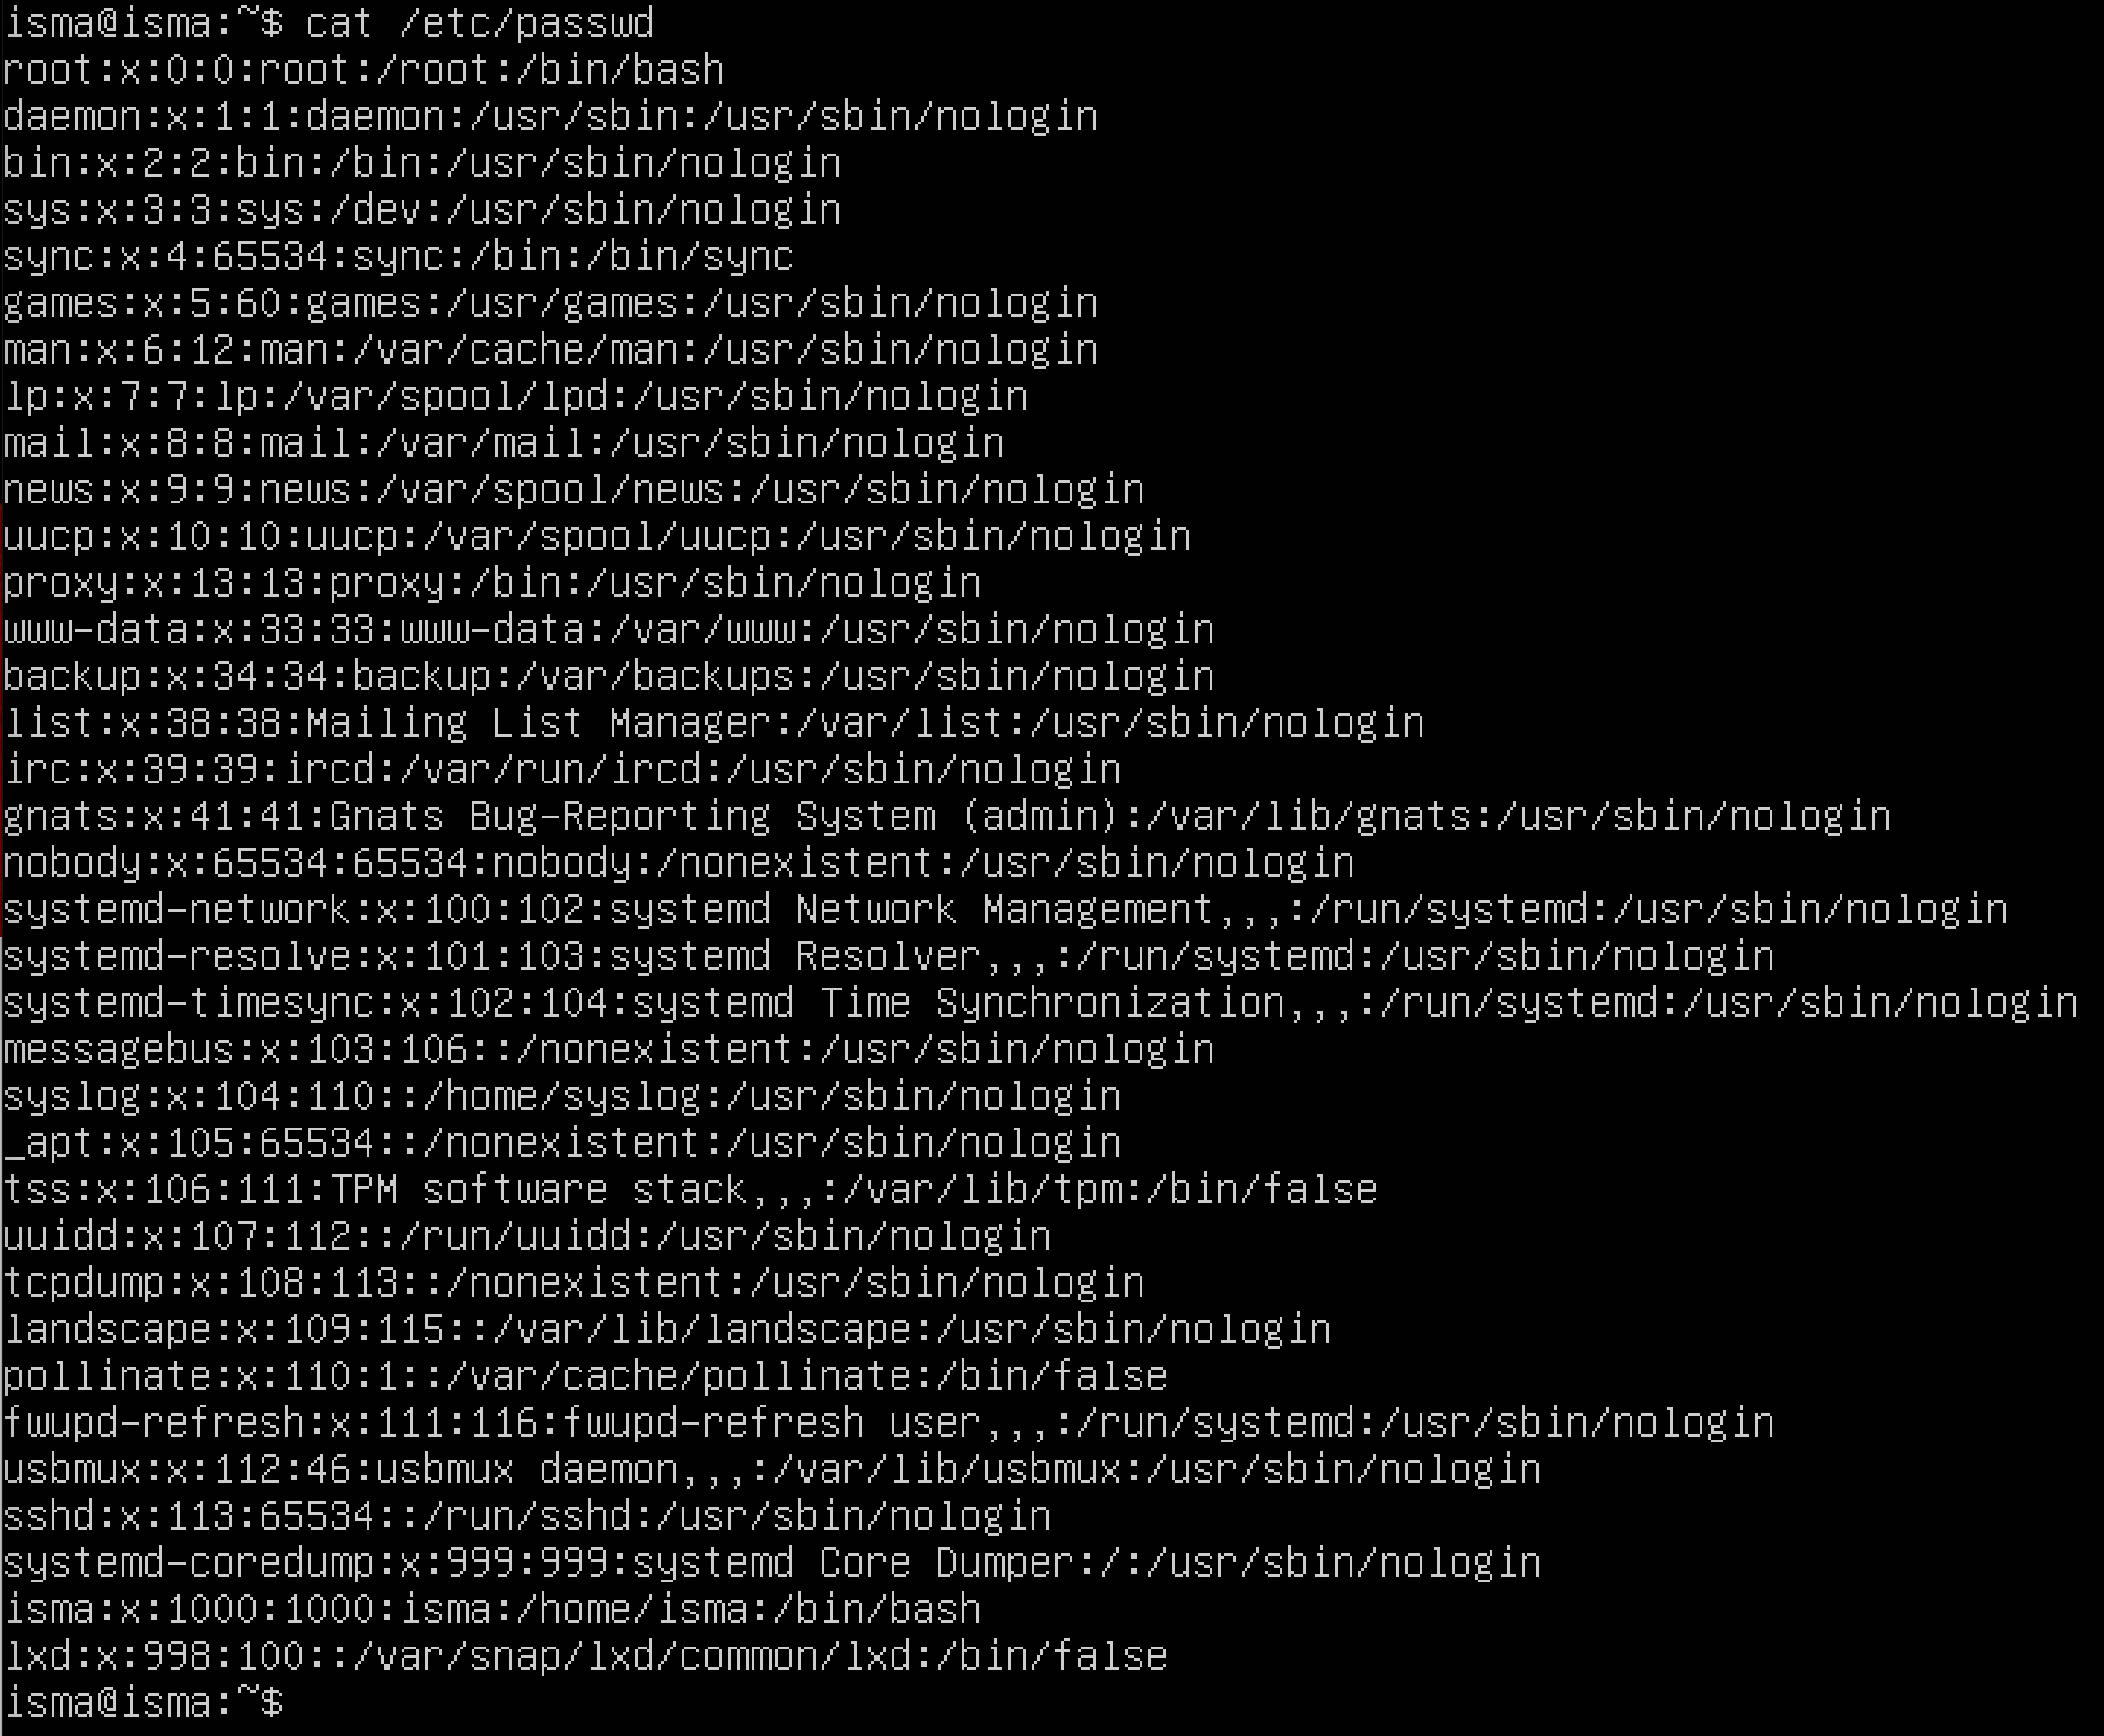 isma@isma:~$ cat /etc/passwd
root:x:0:0:root:/root:/bin/bash
daemon:x:1:1:daemon:/usr/sbin:/usr/sbin/nologin
bin:x:2:2:bin:/bin:/usr/sbin/nologin
sys:x:3:3:sys:/dev:/usr/sbin/nologin
sync:x:4:65534:sync:/bin:/bin/sync
games:x:5:60:games:/usr/games:/usr/sbin/nologin
man:x:6:12:man:/var/cache/man:/usr/sbin/nologin
lp:x:7:7:lp:/var/spool/lpd:/usr/sbin/nologin
mail:x:8:8:mail:/var/mail:/usr/sbin/nologin
news:x:9:9:news:/var/spool/news:/usr/sbin/nologin
uucp:x:10:10:uucp:/var/spool/uucp:/usr/sbin/nologin
proxy:x:13:13:proxy:/bin:/usr/sbin/nologin
www-data:x:33:33:www-data:/var/www:/usr/sbin/nologin
backup:x:34:34:backup:/var/backups:/usr/sbin/nologin
list:x:38:38:Mailing List Manager:/var/list:/usr/sbin/nologin
irc:x:39:39:ircd:/var/run/ircd:/usr/sbin/nologin
gnats:x:41:41:Gnats Bug-Reporting System (admin):/var/lib/gnats:/usr/sbin/nologin
nobody:x:65534:65534:nobody:/nonexistent:/usr/sbin/nologin
systemd-network:x:100:102:systemd Network Management,,,:/run/systemd:/usr/sbin/nologin
systemd-resolve:x:101:103:systemd Resolver,,,:/run/systemd:/usr/sbin/nologin
systemd-timesync:x:102:104:systemd Time Synchronization,,,:/run/systemd:/usr/sbin/nologin
messagebus:x:103:106::/nonexistent:/usr/sbin/nologin
syslog:x:104:110::/home/syslog:/usr/sbin/nologin
_apt:x:105:65534::/nonexistent:/usr/sbin/nologin
tss:x:106:111:TPM software stack,,,:/var/lib/tpm:/bin/false
uuidd:x:107:112::/run/uuidd:/usr/sbin/nologin
tcpdump:x:108:113::/nonexistent:/usr/sbin/nologin
landscape:x:109:115::/var/lib/landscape:/usr/sbin/nologin
pollinate:x:110:1::/var/cache/pollinate:/bin/false
fwupd-refresh:x:111:116:fwupd-refresh user,,,:/run/systemd:/usr/sbin/nologin
usbmux:x:112:46:usbmux daemon,,,:/var/lib/usbmux:/usr/sbin/nologin
sshd:x:113:65534::/run/sshd:/usr/sbin/nologin
systemd-coredump:x:999:999:systemd Core Dumper:/:/usr/sbin/nologin
isma:x:1000:1000:isma:/home/isma:/bin/bash
lxd:x:998:100::/var/snap/lxd/common/lxd:/bin/false
isma@isma:~$